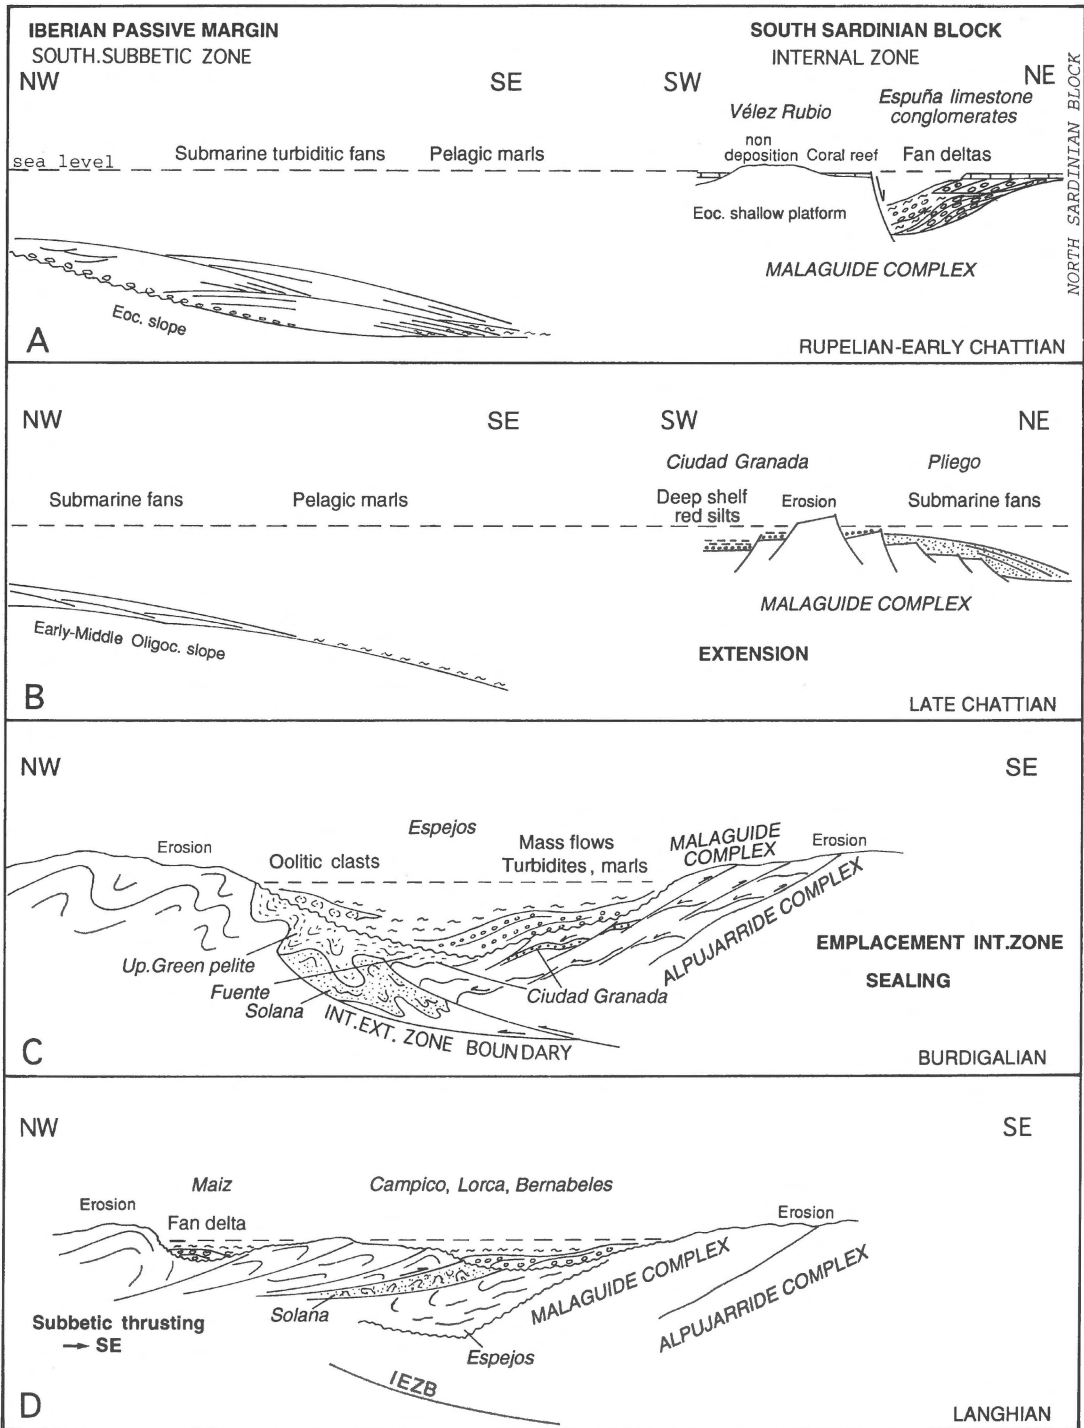 IBERIAN PASSIVE MARGIN
SOUTH.SUBBETIC ZONE
NW
SE
SOUTH SARDINIAN BLOCK
INTERNAL ZONE
SW
NE
NORTH SARDINIAN BLOCK
Vélez Rubio
Espuña limestone
conglomerates
sea level
Submarine turbiditic fans
Pelagic marls
non
deposition
Coral reef
Fan deltas
Eoc. shallow platform
MALAGUIDE COMPLEX
Eoc. slope
A
RUPELIAN-EARLY CHATTIAN
NW
SE
SW
NE
Ciudad Granada
Pliego
Submarine fans
Pelagic marls
Deep shelf
red silts
Erosion
Submarine fans
MALAGUIDE COMPLEX
Early-Middle Oligoc. slope
EXTENSION
B
LATE CHATTIAN
NW
SE
Espejos
Erosion
Oolitic clasts
Mass flows
Turbidites, marls
MALAGUIDE
COMPLEX
Erosion
ALPUJARRIDE COMPLEX
Up.Green pelite
Fuente
Solana
Ciudad Granada
INT.EXT. ZONE BOUNDARY
EMPLACEMENT INT.ZONE
SEALING
C
BURDIGALIAN
NW
SE
Maiz
Campico, Lorca, Bernabeles
Erosion
Fan delta
Erosion
MALAGUIDE COMPLEX
ALPUJARRIDE COMPLEX
Solana
Subbetic thrusting
→ SE
Espejos
IEZB
D
LANGHIAN